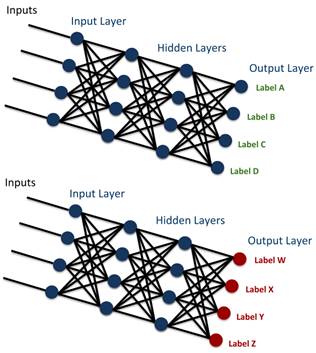 Inputs
Input Layer
Hidden Layers
Output Layer
Label A
Label B
Label C
Label D
Inputs
Input Layer
Hidden Layers
Output Layer
Label W
Label X
Label Y
Label Z